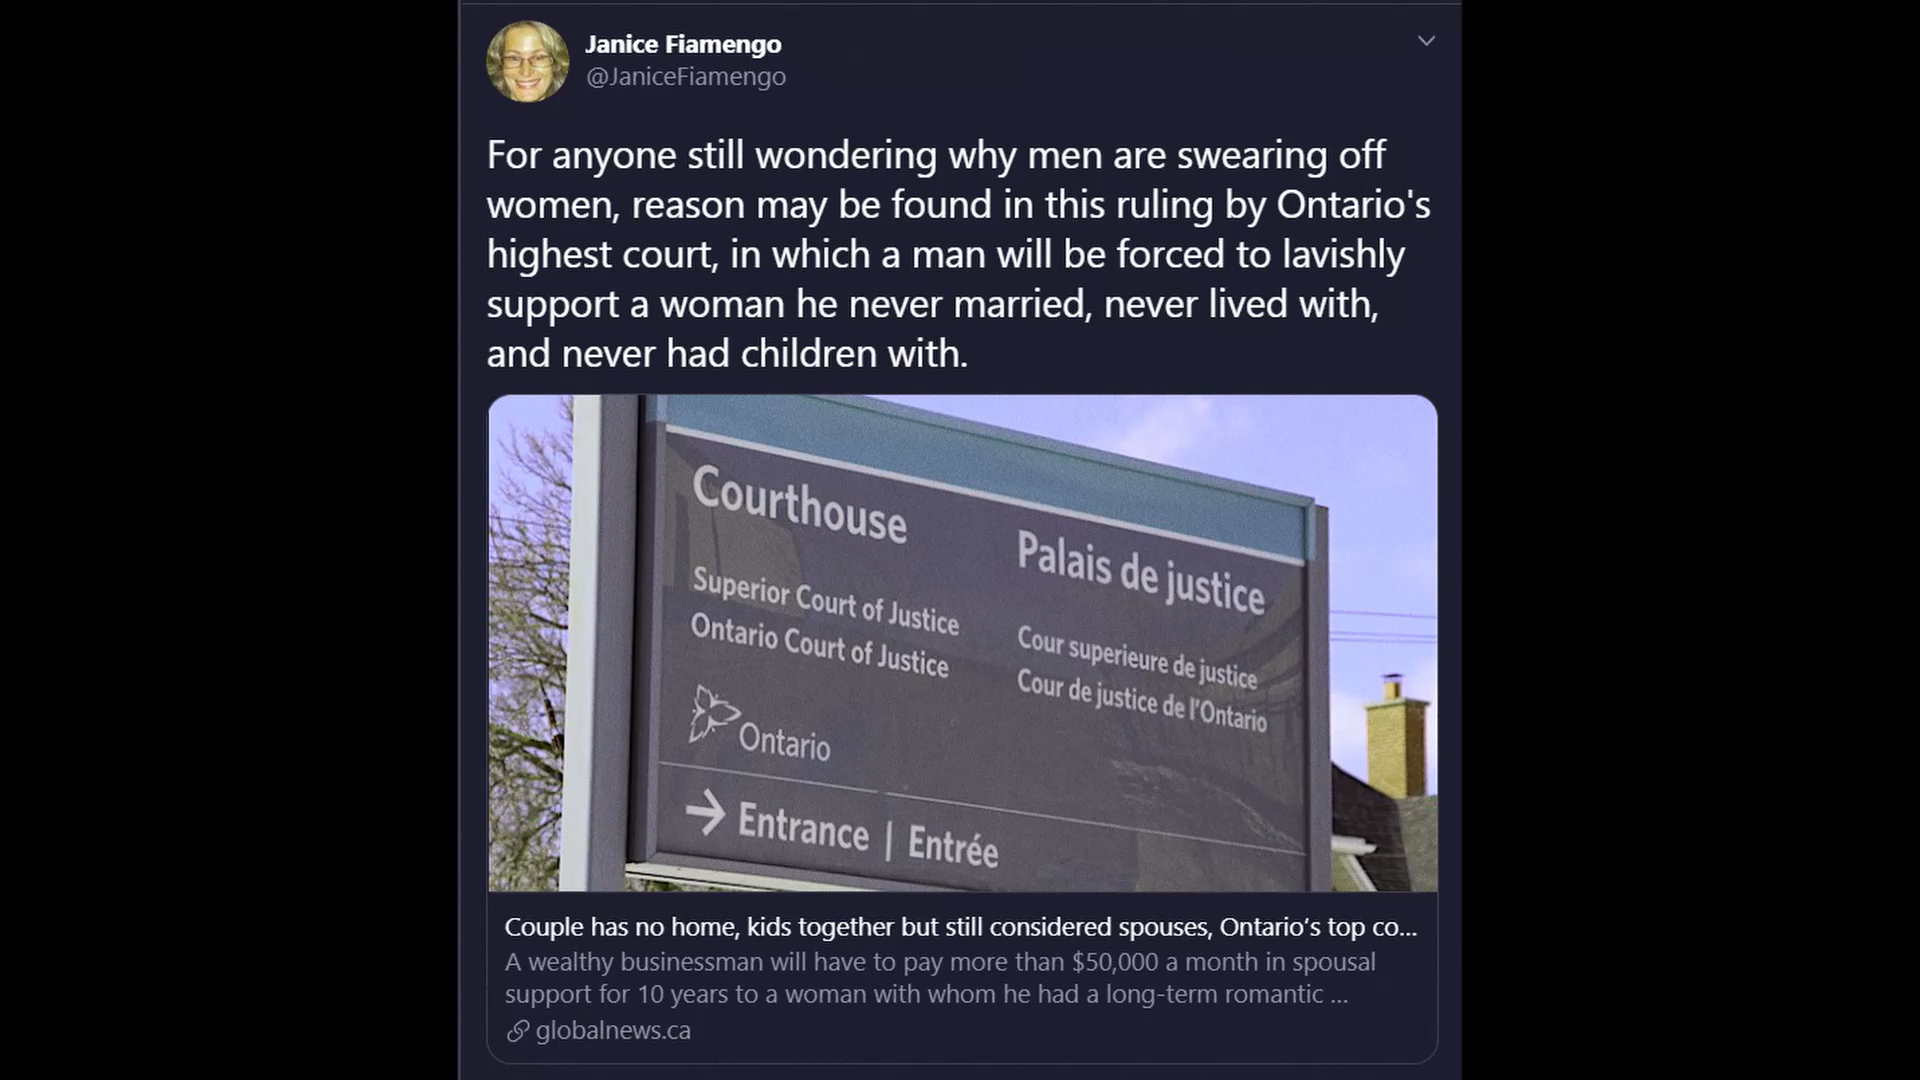 Janice Fiamengo
@JaniceFiamengo
For anyone still wondering why men are swearing off
women, reason may be found in this ruling by Ontario's
highest court, in which a man will be forced to lavishly
support a woman he never married, never lived with,
and never had children with.
Courthouse
Superior Court of Justice
Ontario Court of Justice
Ontario
Palais de justice
Cour superieure de justice
Cour de justice de l'Ontario
Entrance | Entrée
Couple has no home, kids together but still considered spouses, Ontario’s top co...
A wealthy businessman will have to pay more than $50,000 a month in spousal
support for 10 years to a woman with whom he had a long-term romantic ...
globalnews.ca